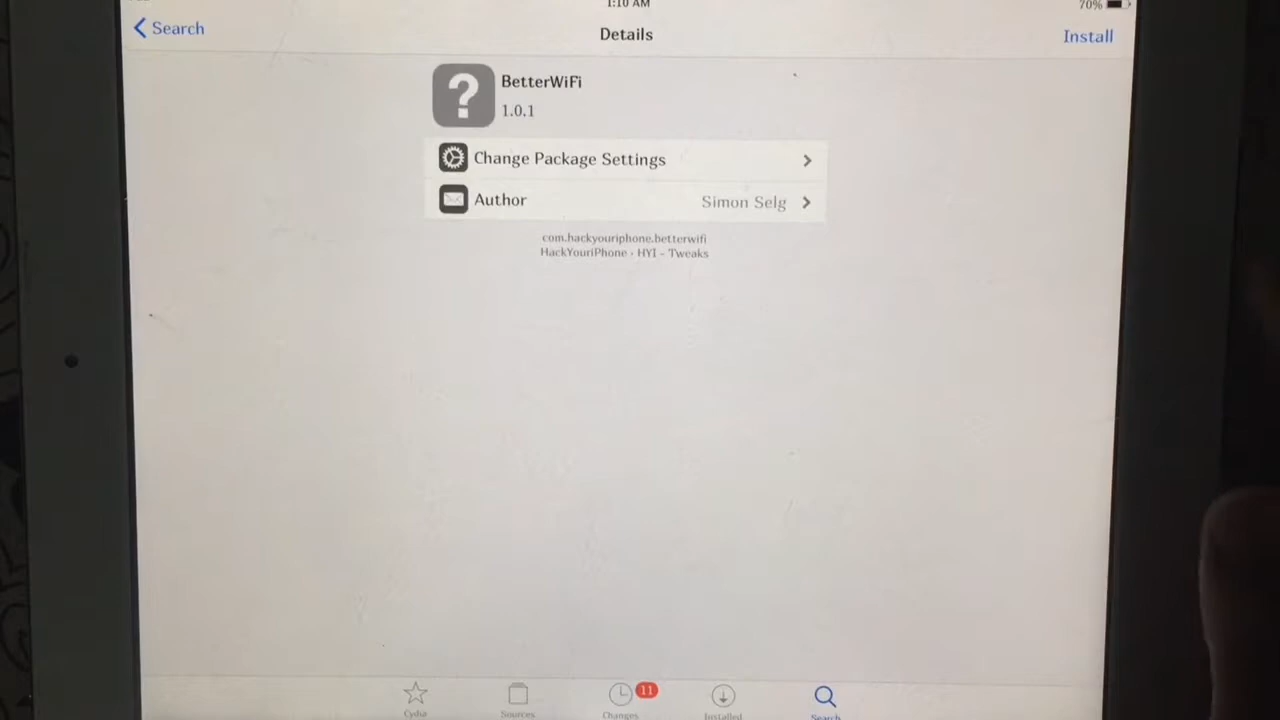 1:10 AM
70%
Search
Details
Install
BetterWiFi
1.0.1
Change Package Settings
Author
Simon Selg
com.hackyouriphone.betterwifi
HackYouriPhone · HYI - Tweaks
11
Cydia
Sources
Changes
Installed
Search